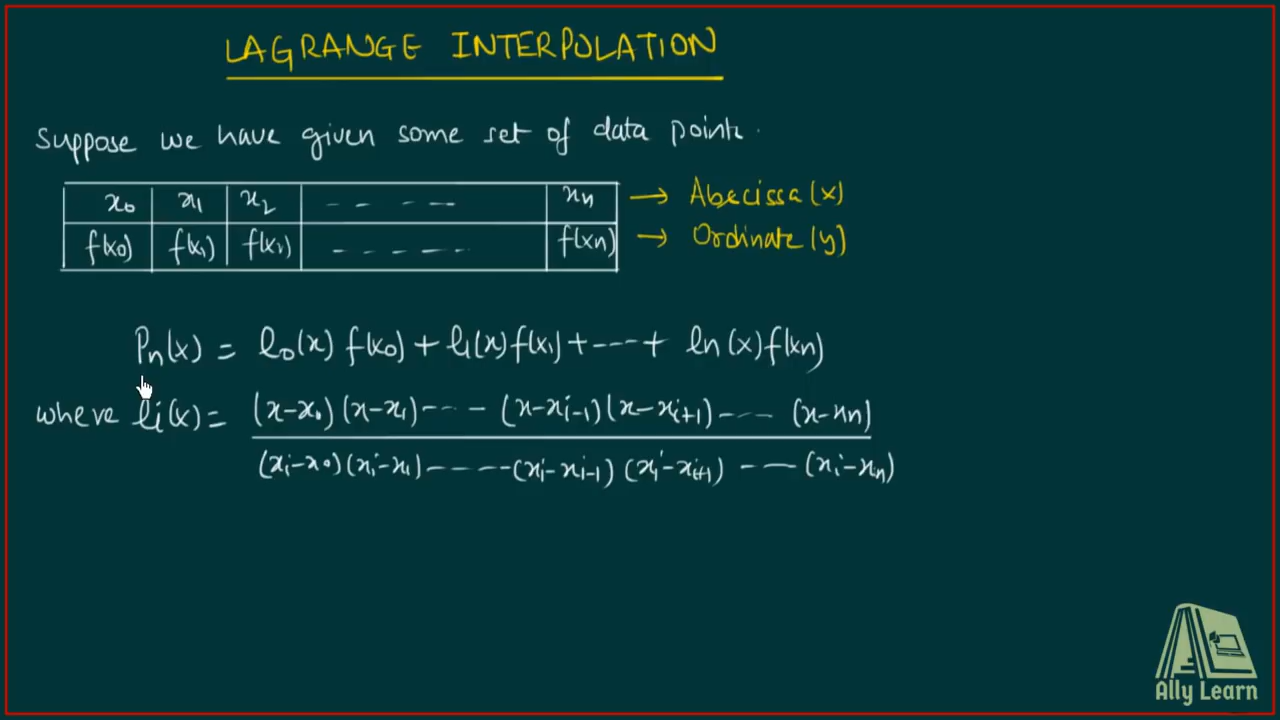 LAGRANGE INTERPOLATION
Suppose we have given some set of data points.
x₀ x₁ x₂ -- -- -- xₙ → Abscissa (x)
f(x₀) f(x₁) f(x₂) ------ f(xₙ) → Ordinate (y)
Pₙ(x) = l₀(x) f(x₀) + l₁(x) f(x₁) + ---- + lₙ(x) f(xₙ)
where lᵢ(x) = (x-x₀)(x-x₁)---- (x-xᵢ₋₁)(x-xᵢ₊₁)---- (x-xₙ)
(xᵢ-x₀)(xᵢ-x₁)------(xᵢ-xᵢ₋₁)(xᵢ-xᵢ₊₁) ---- (xᵢ-xₙ)
Ally Learn